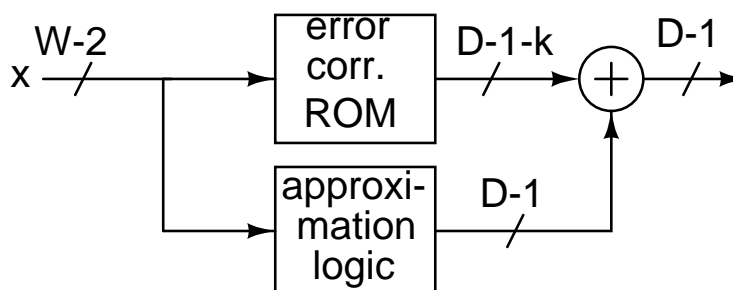 W-2
x
error
corr.
ROM
D-1-k
+
D-1
approxi-
mation
logic
D-1